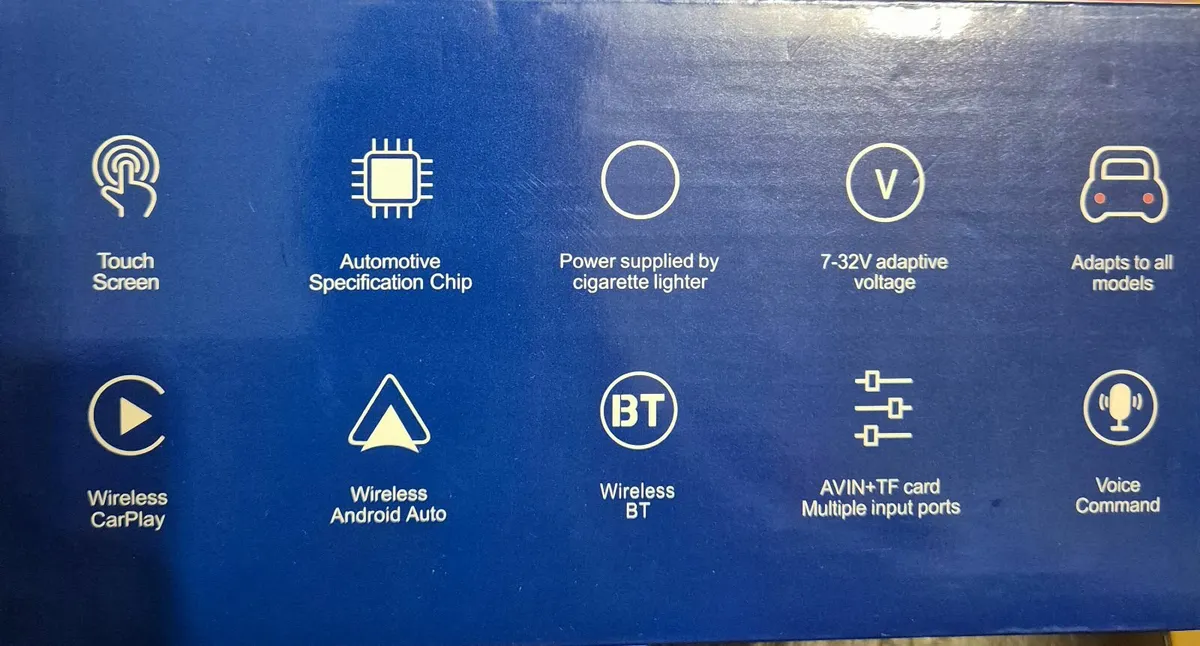 V
Touch
Screen
Automotive
Specification Chip
Power supplied by
cigarette lighter
7-32V adaptive
voltage
Adapts to all
models
BT
Wireless
CarPlay
Wireless
Android Auto
Wireless
BT
AVIN+TF card
Multiple input ports
Voice
Command